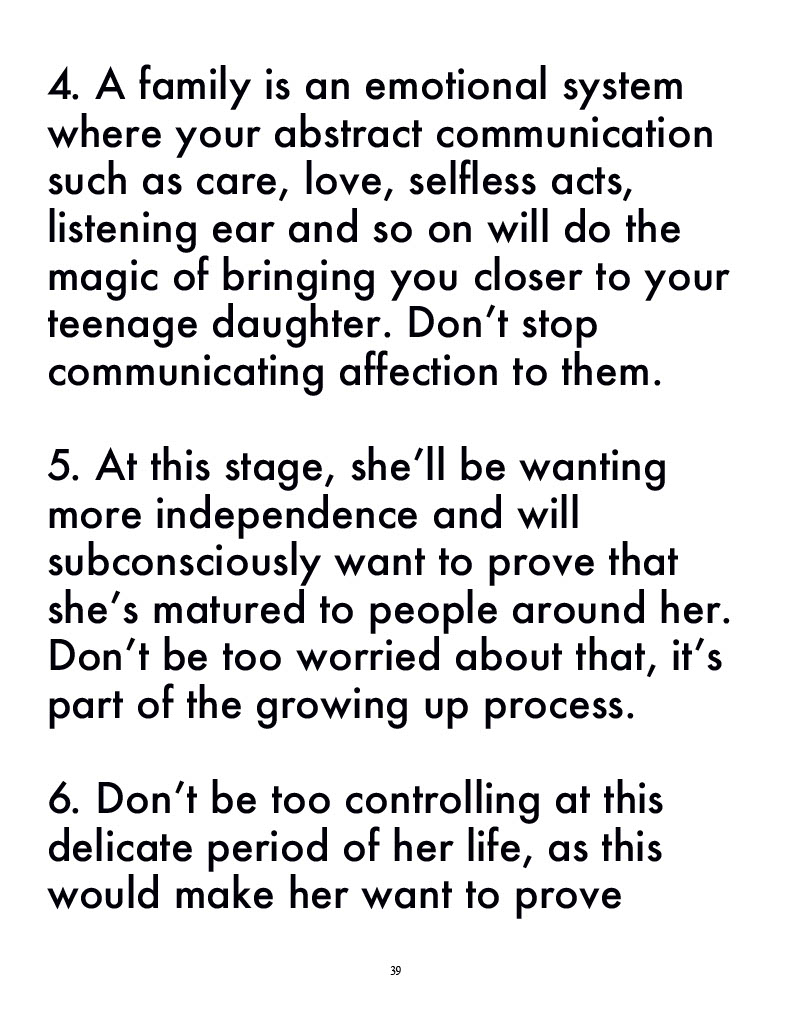 4. A family is an emotional system
where your abstract communication
such as care, love, selfless acts,
listening ear and so on will do the
magic of bringing you closer to your
teenage daughter. Don’t stop
communicating affection to them.
5. At this stage, she’ll be wanting
more independence and will
subconsciously want to prove that
she’s matured to people around her.
Don’t be too worried about that, it’s
part of the growing up process.
6. Don’t be too controlling at this
delicate period of her life, as this
would make her want to prove
39